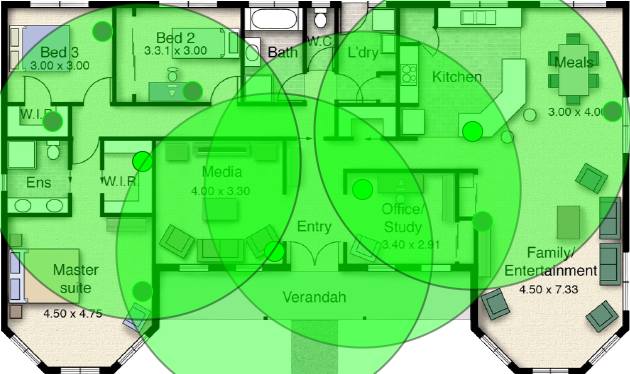 Bed 3
3.00 x 3.00
Bed 2
3.3.1 x 3.00
Bath
W.C
L'dry
Kitchen
Meals
3.00 x 4.00
W.I.R
Ens
W.I.R
Media
4.00 x 3.30
Entry
Office/
Study
3.40 x 2.91
Master
suite
4.50 x 4.75
Verandah
Family/
Entertainment
4.50 x 7.33